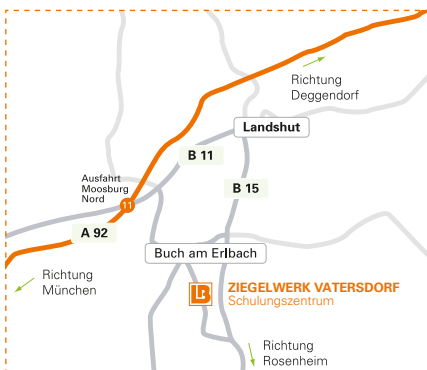 Richtung
Deggendorf
Landshut
B 11
B 15
Ausfahrt
Moosburg
Nord
11
A 92
Buch am Erlbach
Richtung
München
LB
ZIEGELWERK VATERSDORF
Schulungszentrum
Richtung
Rosenheim